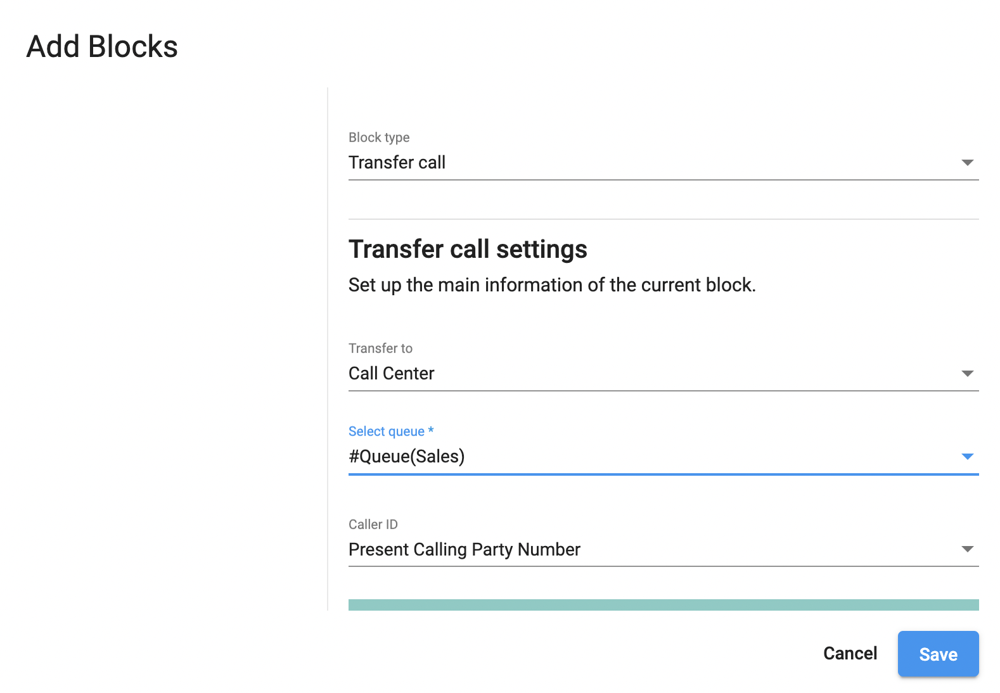 Add Blocks
Block type
Transfer call
Transfer call settings
Set up the main information of the current block.
Transfer to
Call Center
Select queue *
#Queue(Sales)
Caller ID
Present Calling Party Number
Cancel
Save